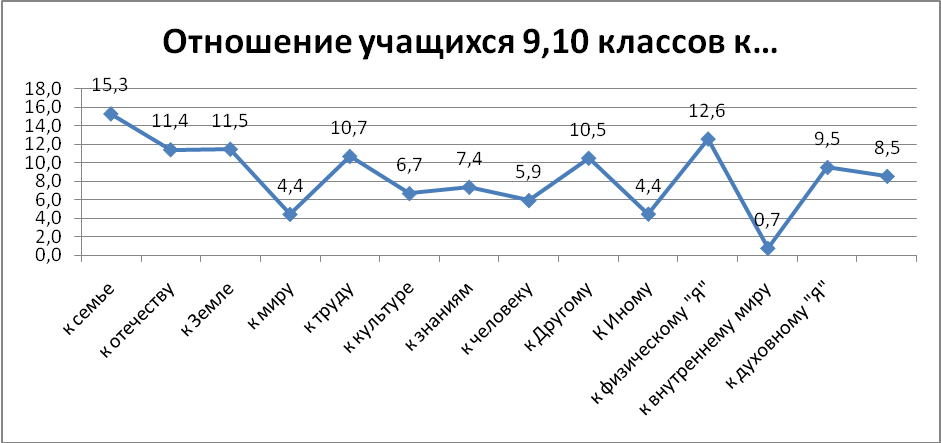 Отношение учащихся 9,10 классов к...
18,0
16,0
14,0
12,0
10,0
8,0
6,0
4,0
2,0
0,0
15,3
11,4
11,5
4,4
10,7
6,7
7,4
5,9
10,5
4,4
12,6
0,7
9,5
8,5
к семье
к отечеству
к Земле
к миру
к труду
к культуре
к знаниям
к человеку
к Другому
К Иному
к физическому "Я"
к внутреннему миру
к духовному "Я"